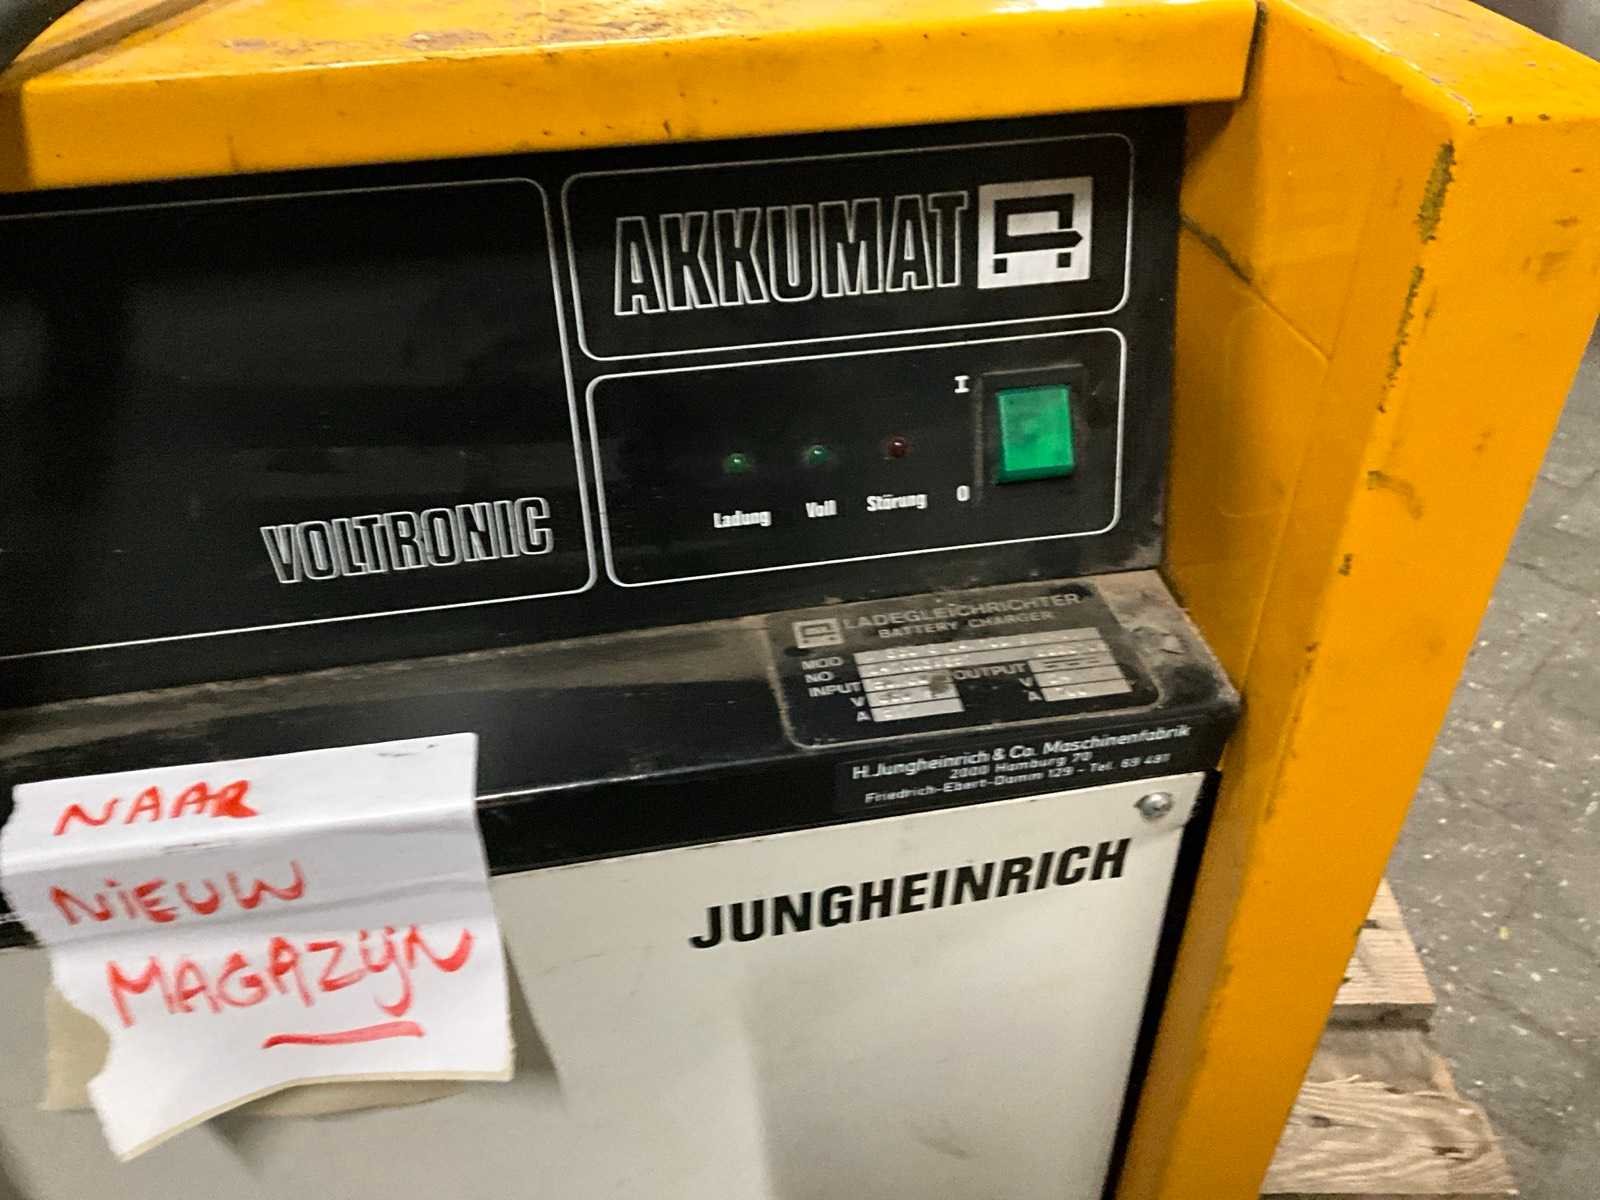 AKKUMAT
I
VOLTRONIC
Ladung Voll Störung 0
LADEGLEICHRICHTER
BATTERY CHARGER
MOD
NO
INPUT OUTPUT
V V
A A
H. Jungheinrich & Co. Maschinenfabrik
2000 Hamburg 70
Friedrich-Ebert-Damm 129 - Tel. 69 481
JUNGHEINRICH
NAAR
NIEUW
MAGAZIJN